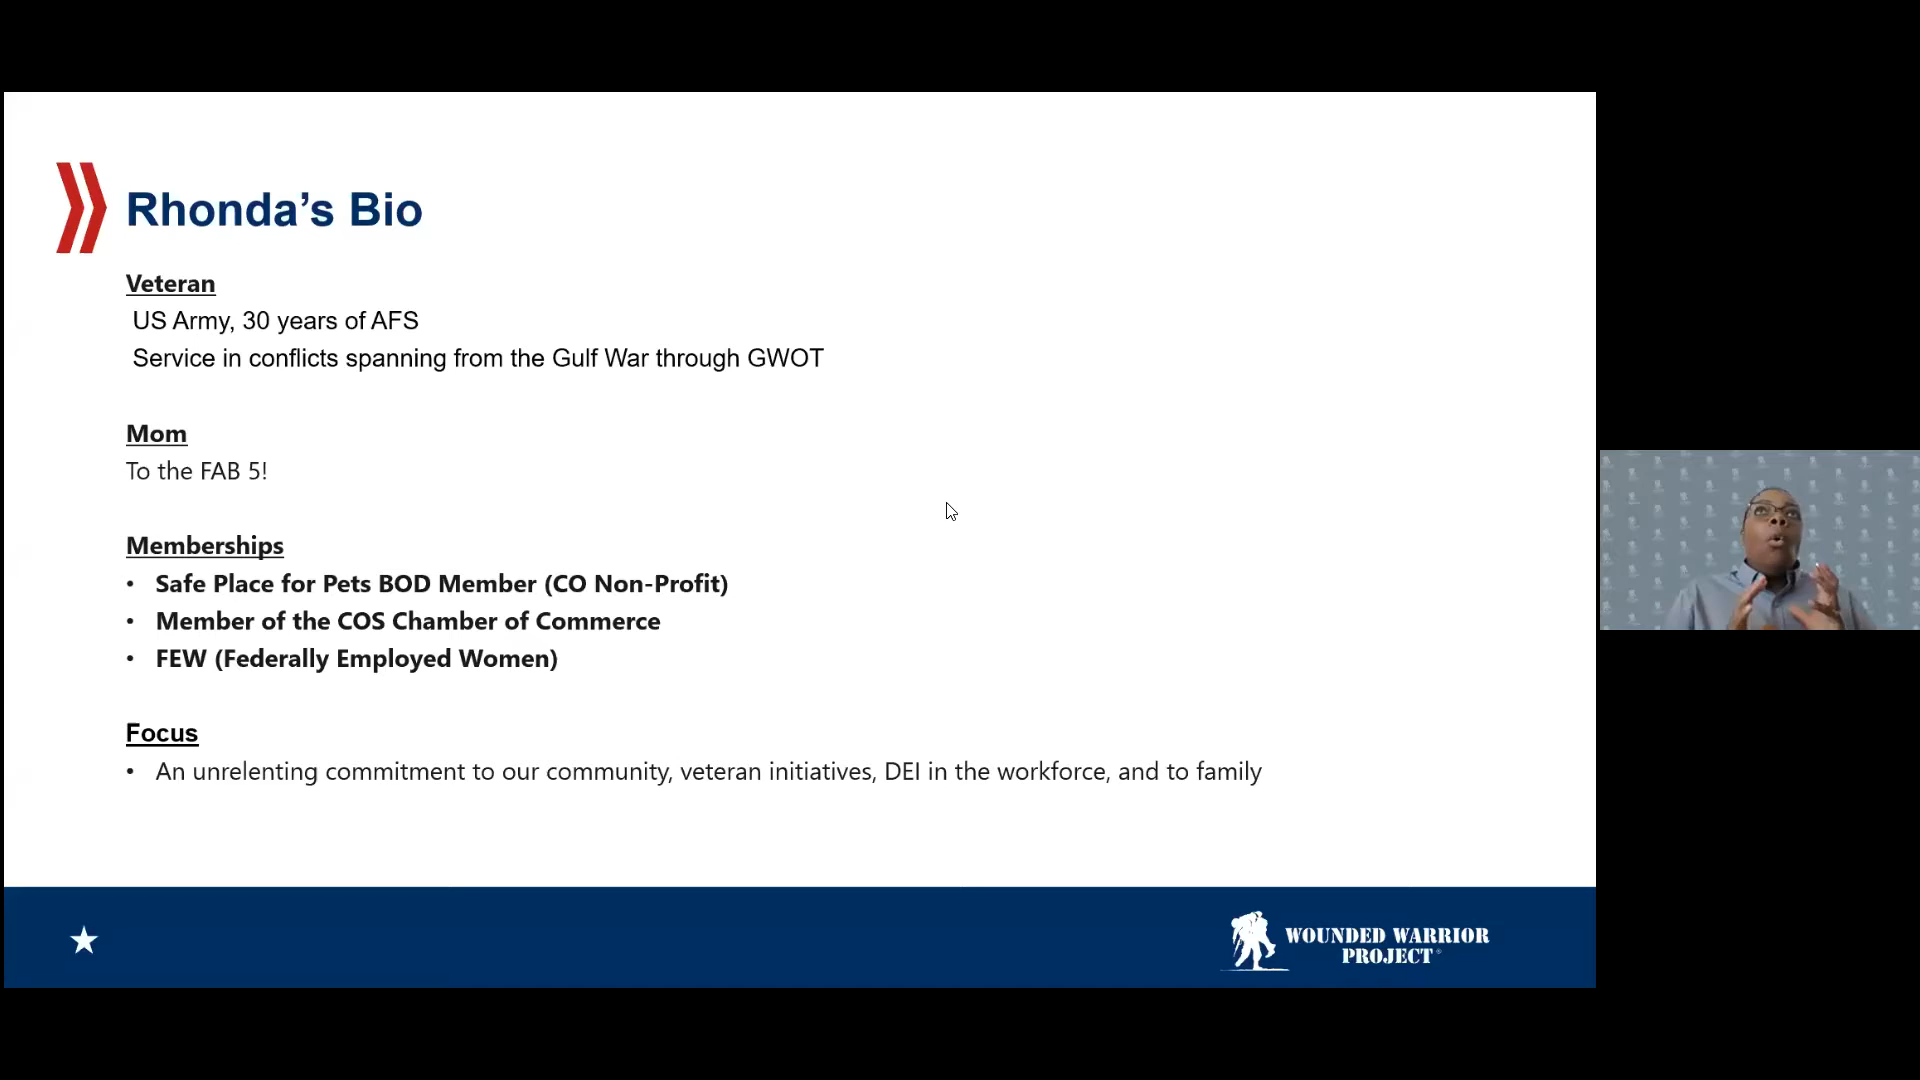 Rhonda’s Bio
Veteran
US Army, 30 years of AFS
Service in conflicts spanning from the Gulf War through GWOT
Mom
To the FAB 5!
Memberships
• Safe Place for Pets BOD Member (CO Non-Profit)
• Member of the COS Chamber of Commerce
• FEW (Federally Employed Women)
Focus
• An unrelenting commitment to our community, veteran initiatives, DEI in the workforce, and to family
WOUNDED WARRIOR
PROJECT®